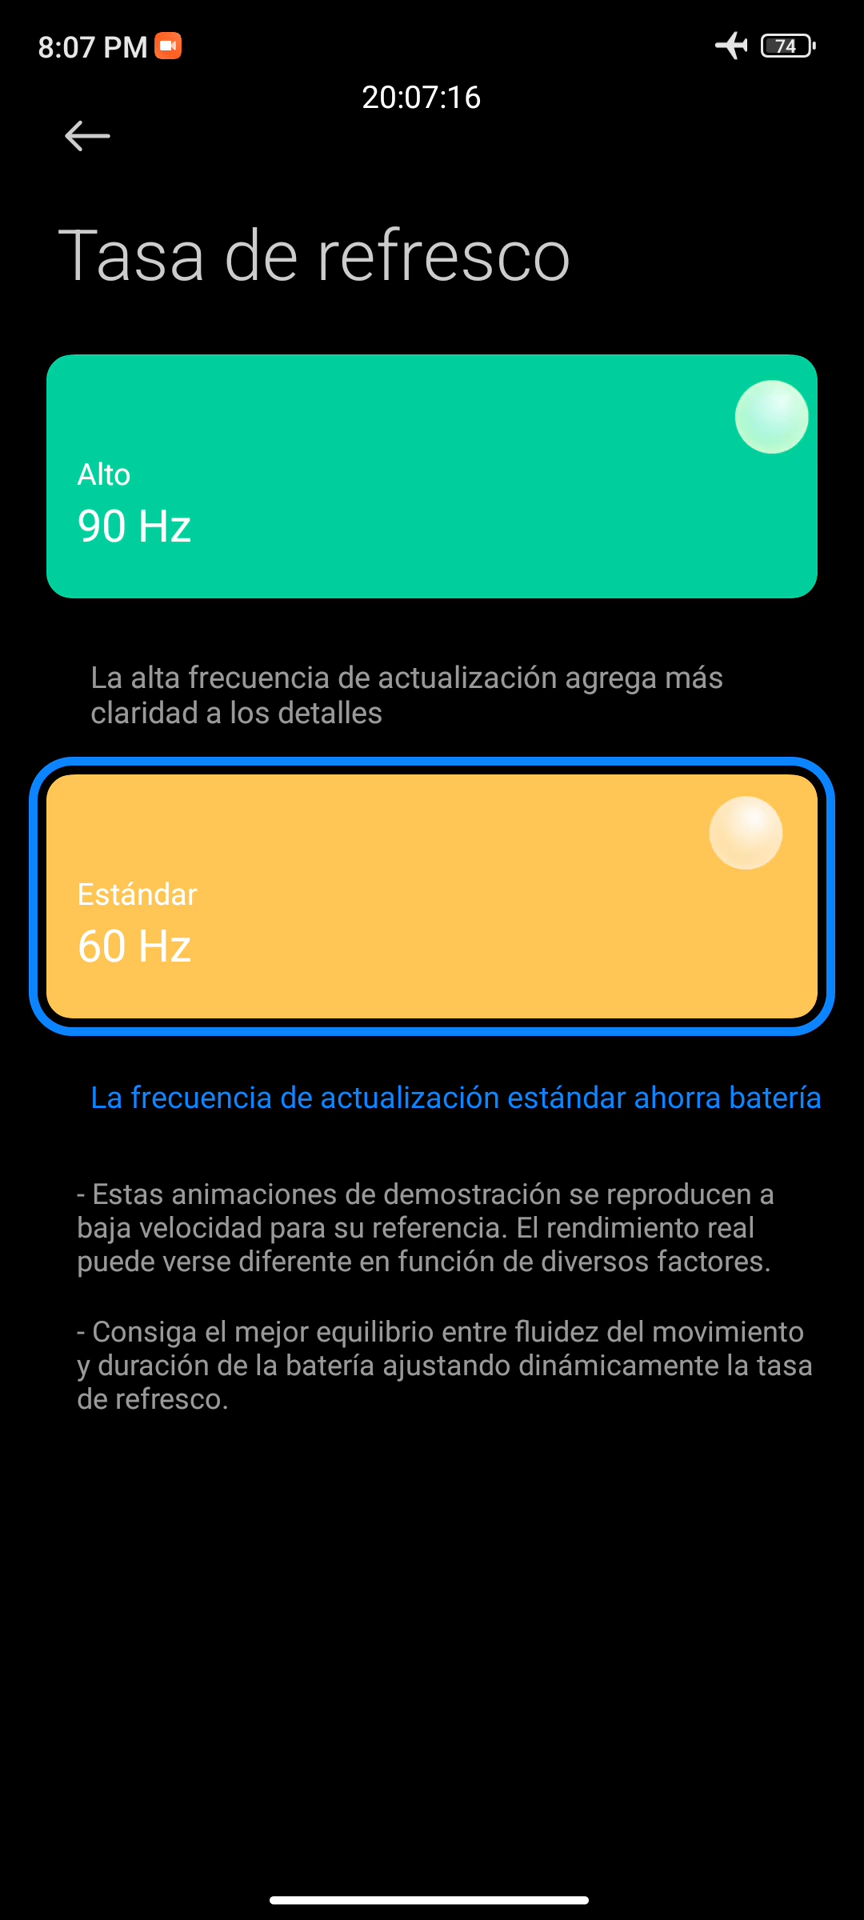 8:07 PM
74
20:07:16
Tasa de refresco
Alto
90 Hz
La alta frecuencia de actualización agrega más
claridad a los detalles
Estándar
60 Hz
La frecuencia de actualización estándar ahorra batería
- Estas animaciones de demostración se reproducen a
baja velocidad para su referencia. El rendimiento real
puede verse diferente en función de diversos factores.
- Consiga el mejor equilibrio entre fluidez del movimiento
y duración de la batería ajustando dinámicamente la tasa
de refresco.